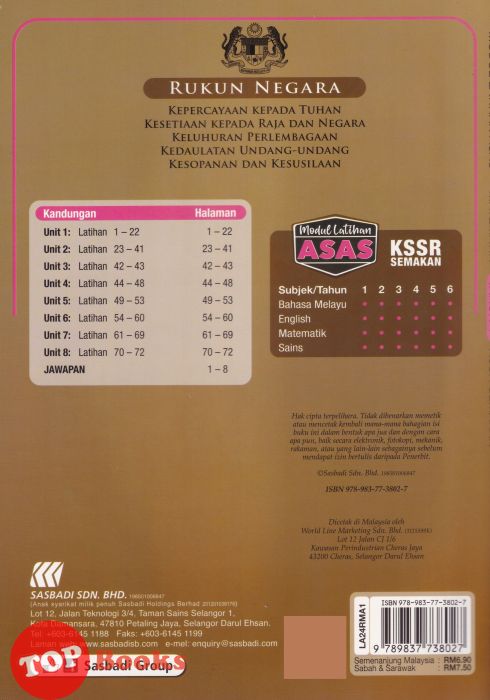 RUKUN NEGARA
KEPERCAYAAN KEPADA TUHAN
KESETIAAN KEPADA RAJA DAN NEGARA
KELUHURAN PERLEMBAGAAN
KEDAULATAN UNDANG-UNDANG
KESOPANAN DAN KESUSILAAN
Kandungan Halaman
Unit 1: Latihan 1 – 22 1 – 22
Unit 2: Latihan 23 – 41 23 – 41
Unit 3: Latihan 42 – 43 42 – 43
Unit 4: Latihan 44 – 48 44 – 48
Unit 5: Latihan 49 – 53 49 – 53
Unit 6: Latihan 54 – 60 54 – 60
Unit 7: Latihan 61 – 69 61 – 69
Unit 8: Latihan 70 – 72 70 – 72
JAWAPAN 1 – 8
Modul Latihan
ASAS
KSSR
SEMAKAN
Subjek/Tahun 1 2 3 4 5 6
Bahasa Melayu • • • • • •
English • • • • • •
Matematik • • • • • •
Sains • • • • • •
Hak cipta terpelihara. Tidak dibenarkan memetik
atau mencetak kembali mana-mana bahagian isi
buku ini dalam bentuk apa jua dan dengan cara
apa pun, baik secara elektronik, fotokopi, mekanik,
rakaman, atau yang lain-lain sebagainya sebelum
mendapat izin bertulis daripada Penerbit.
©Sasbadi Sdn. Bhd. 198501006847
ISBN 978-983-77-3802-7
Dicetak di Malaysia oleh
World Line Marketing Sdn. Bhd.
Lot 12 Jalan CJ 1/6
Kawasan Perindustrian Cheras Jaya
43200 Cheras, Selangor Darul Ehsan
SASBADI SDN. BHD. 198501006847
(Anak syarikat milik penuh Sasbadi Holdings Berhad 201201038178)
Lot 12, Jalan Teknologi 3/4, Taman Sains Selangor 1,
Kota Damansara, 47810 Petaling Jaya, Selangor Darul Ehsan.
Tel: +603-6145 1188 Faks: +603-6145 1199
Laman web: www.sasbadisb.com e-mel: enquiry@sasbadi.com
Sasbadi Group
TOP Books
LA24RMA1
ISBN 978-983-77-3802-7
9 789837 738027
Semenanjung Malaysia : RM6.90
Sabah & Sarawak : RM7.50